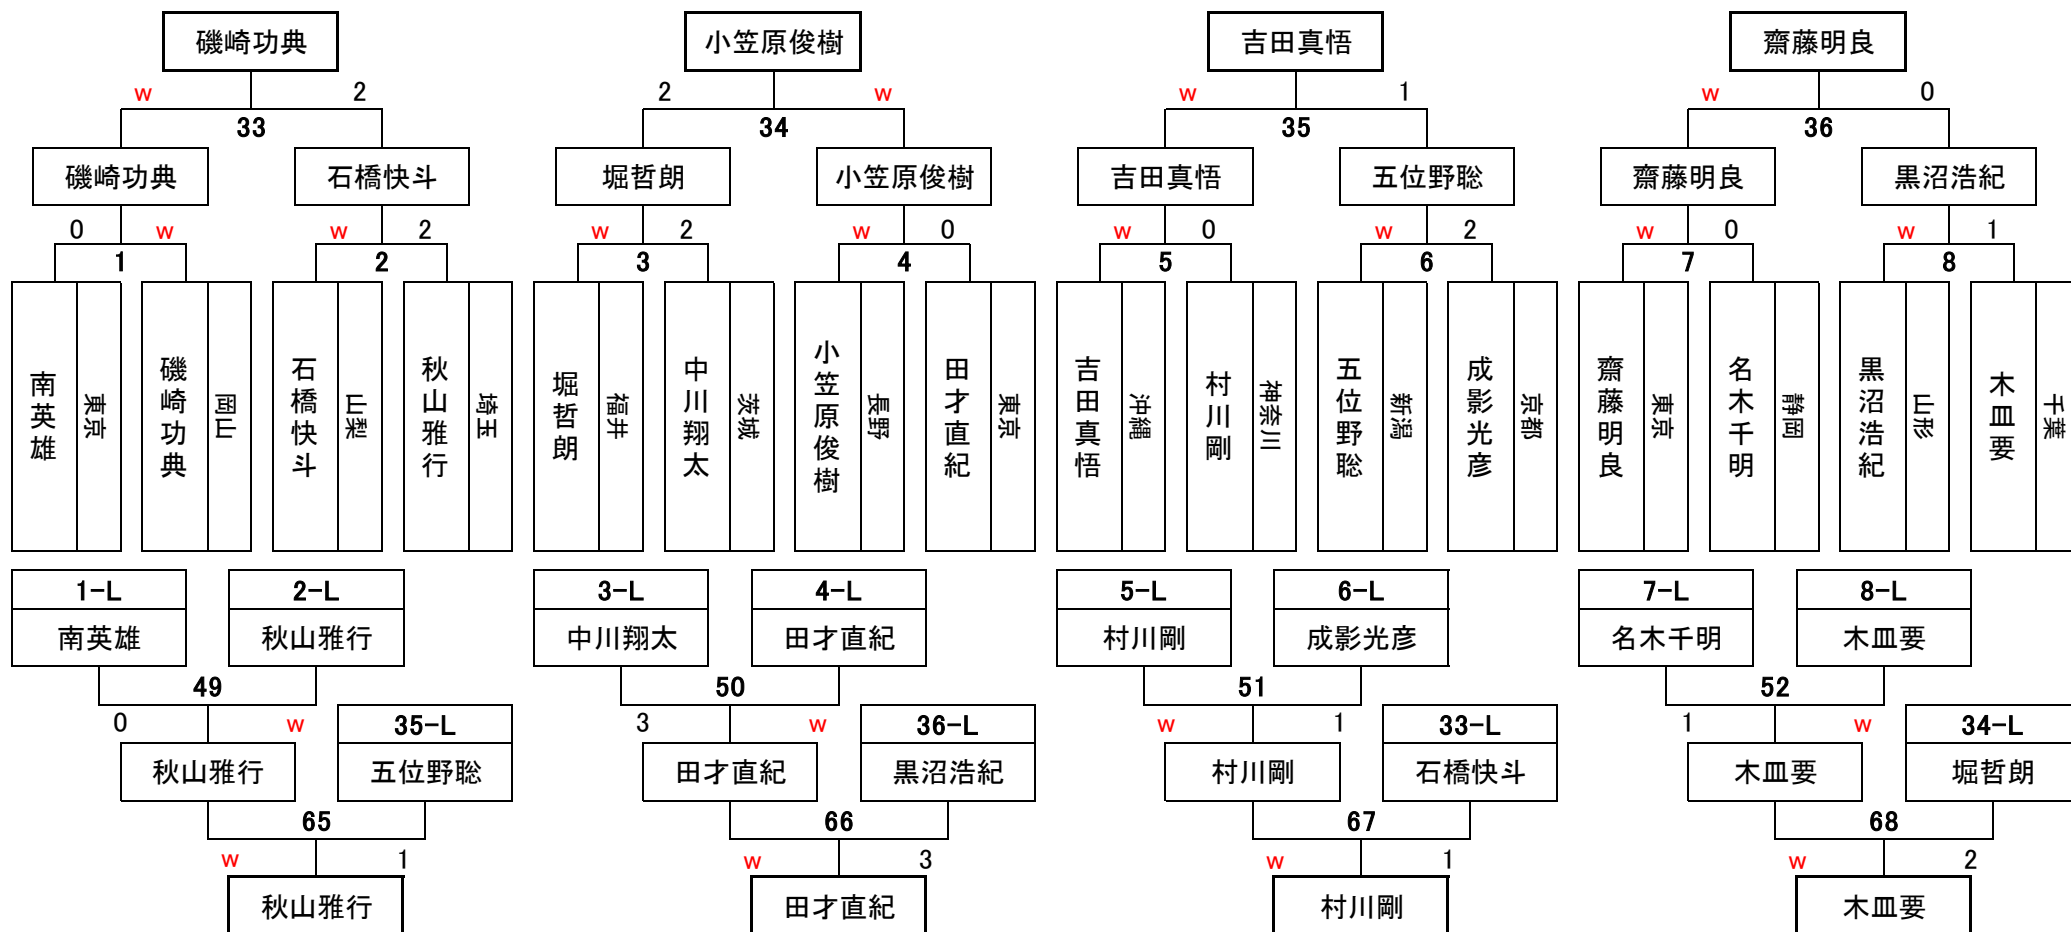 磯崎功典 小笠原俊樹 吉田真悟 齋藤明良
w 2 2 w w 1 w 0
33 34 35 36
磯崎功典 石橋快斗 堀哲朗 小笠原俊樹 吉田真悟 五位野聡 齋藤明良 黒沼浩紀
0 w w 2 w 2 w 0 w 0 w 2 w 0 w 1
1 2 3 4 5 6 7 8
南英雄 東京
磯崎功典 岡山
石橋快斗 山梨
秋山雅行 埼玉
堀哲朗 福井
中川翔太 茨城
小笠原俊樹 長野
田才直紀 東京
吉田真悟 沖縄
村川剛 神奈川
五位野聡 新潟
成影光彦 京都
齋藤明良 東京
名木千明 静岡
黒沼浩紀 山形
木皿要 千葉
1-L 2-L 3-L 4-L 5-L 6-L 7-L 8-L
南英雄 秋山雅行 中川翔太 田才直紀 村川剛 成影光彦 名木千明 木皿要
49 50 51 52
0 w 35-L 3 w 36-L w 1 33-L 1 w 34-L
秋山雅行 五位野聡 田才直紀 黒沼浩紀 村川剛 石橋快斗 木皿要 堀哲朗
65 66 67 68
w 1 w 3 w 1 w 2
秋山雅行 田才直紀 村川剛 木皿要